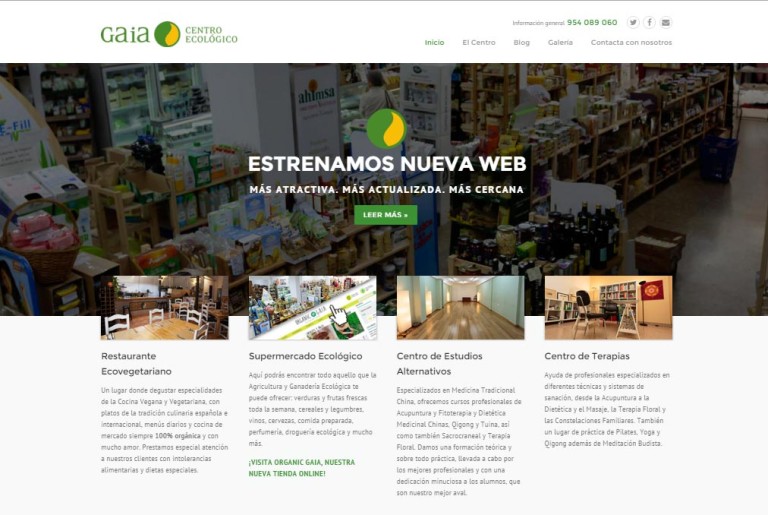 Gaia CENTRO ECOLÓGICO
Información general: 954 089 060
Inicio El Centro Blog Galería Contacta con nosotros
ahimsa
E-Fill
ESTRENAMOS NUEVA WEB
MÁS ATRACTIVA. MÁS ACTUALIZADA. MÁS CERCANA
LEER MÁS »
Restaurante
Ecovegetariano
Un lugar donde degustar especialidades
de la Cocina Vegana y Vegetariana, con
platos de la tradición culinaria española e
internacional, menús diarios y cocina de
mercado siempre 100% orgánica y con
mucho amor. Prestamos especial atención
a nuestros clientes con intolerancias
alimentarias y dietas especiales.
Supermercado Ecológico
Aquí podrás encontrar todo aquello que la
Agricultura y Ganadería Ecológica te
puede ofrecer: verduras y frutas frescas
toda la semana, cereales y legumbres,
vinos, cervezas, comida preparada,
perfumería, droguería ecológica y mucho
más.
¡VISITA ORGANIC GAIA, NUESTRA
NUEVA TIENDA ONLINE!
Centro de Estudios
Alternativos
Especializados en Medicina Tradicional
China, ofrecemos cursos profesionales de
Acupuntura y Fitoterapia y Dietética
Medicinal Chinas, Qigong y Tuina, así
como también Sacrocraneal y Terapia
Floral. Damos una formación teórica y
sobre todo práctica, llevada a cabo por
los mejores profesionales y con una
dedicación minuciosa a los alumnos, que
son nuestro mejor aval.
Centro de Terapias
Ayuda de profesionales especializados en
diferentes técnicas y sistemas de
sanación, desde la Acupuntura a la
Dietética y el Masaje, la Terapia Floral y
las Constelaciones Familiares. También
un lugar de práctica de Pilates, Yoga y
Qigong además de Meditación Budista.